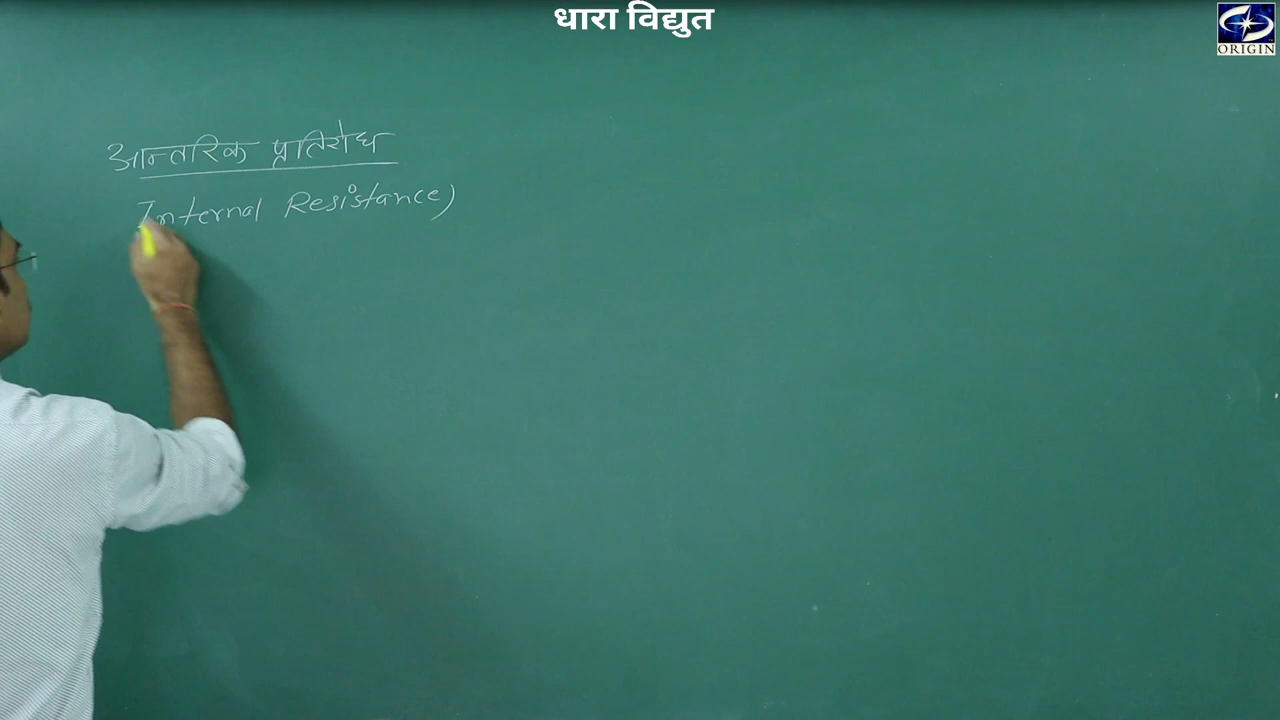 धारा विद्युत
ORIGIN
आन्तरिक प्रतिरोध
Internal Resistance)